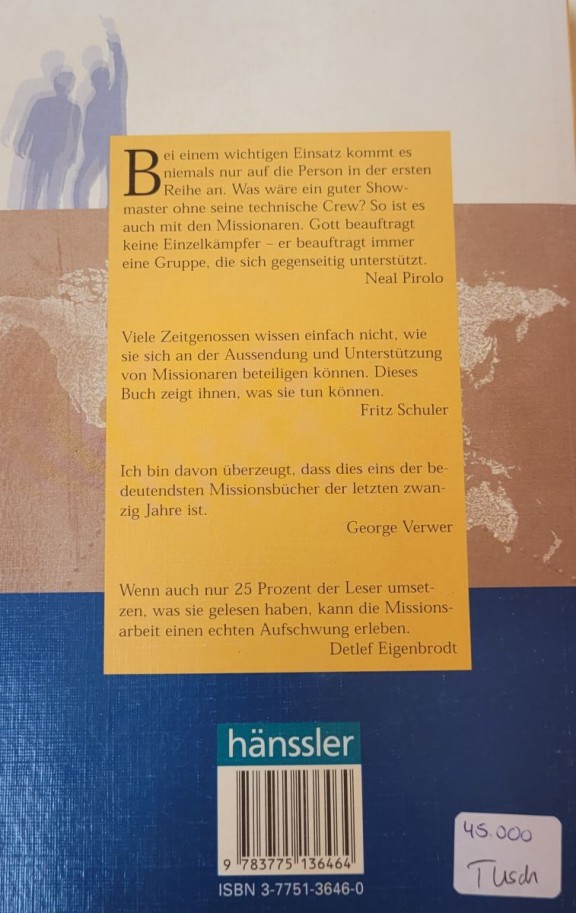 Bei einem wichtigen Einsatz kommt es
niemals nur auf die Person in der ersten
Reihe an. Was wäre ein guter Show-
master ohne seine technische Crew? So ist es
auch mit den Missionaren. Gott beauftragt
keine Einzelkämpfer – er beauftragt immer
eine Gruppe, die sich gegenseitig unterstützt.
Neal Pirolo
Viele Zeitgenossen wissen einfach nicht, wie
sie sich an der Aussendung und Unterstützung
von Missionaren beteiligen können. Dieses
Buch zeigt ihnen, was sie tun können.
Fritz Schuler
Ich bin davon überzeugt, dass dies eins der be-
deutendsten Missionsbücher der letzten zwan-
zig Jahre ist.
George Verwer
Wenn auch nur 25 Prozent der Leser umset-
zen, was sie gelesen haben, kann die Missions-
arbeit einen echten Aufschwung erleben.
Detlef Eigenbrodt
hänssler
9 783775 136464
ISBN 3-7751-3646-0
45.000
Tusch